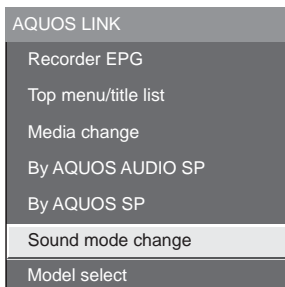 AQUOS LINK
Recorder EPG
Top menu/title list
Media change
By AQUOS AUDIO SP
By AQUOS SP
Sound mode change
Model select